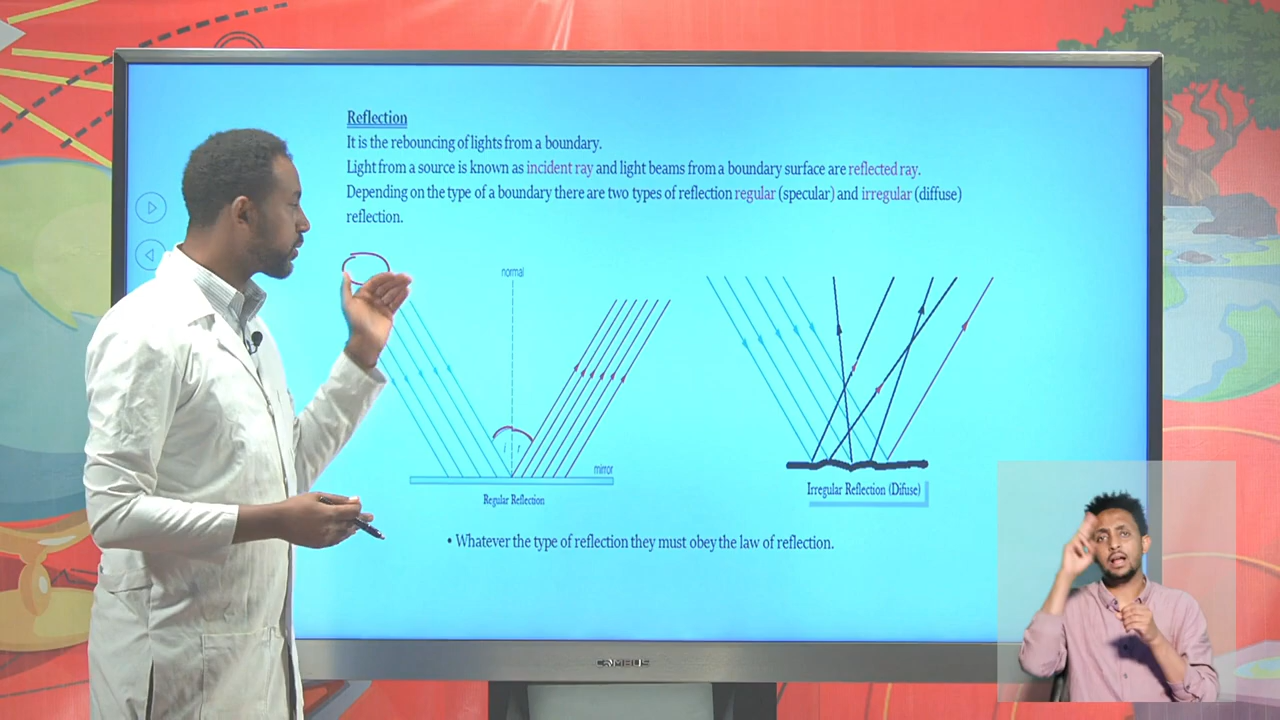 Reflection
It is the rebouncing of lights from a boundary.
Light from a source is known as incident ray and light beams from a boundary surface are reflected ray.
Depending on the type of a boundary there are two types of reflection regular (specular) and irregular (diffuse)
reflection.
normal
i r
mirror
Regular Reflection
Irregular Reflection (Difuse)
• Whatever the type of reflection they must obey the law of reflection.